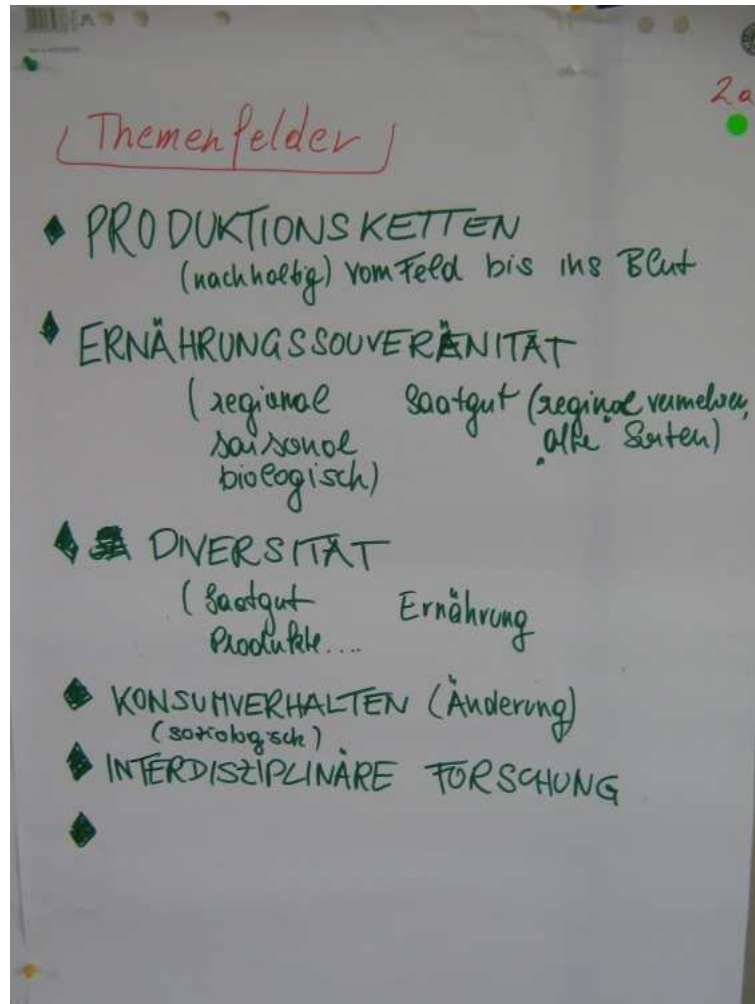 2a
Themenfelder
PRODUKTIONSKETTEN
(nachhaltig) vom Feld bis ins Blut
ERNÄHRUNGSSOUVERÄNITÄT
(regional Saatgut (reginal vermehren,
saisonal alte Sorten)
biologisch)
DIVERSITÄT
(Saatgut Ernährung
Produkte....
KONSUMVERHALTEN (Änderung)
(soziologisch)
INTERDISZIPLINÄRE FORSCHUNG